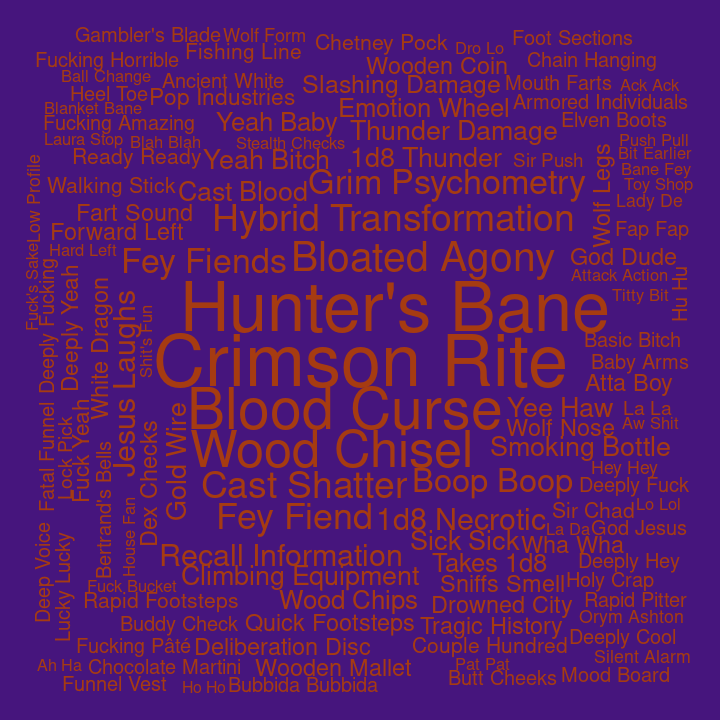 Gambler's Blade
Wolf Form
Chetney Pock
Dro Lo
Foot Sections
Fucking Horrible
Fishing Line
Wooden Coin
Chain Hanging
Ball Change
Ancient White
Slashing Damage
Mouth Farts
Ack Ack
Heel Toe
Pop Industries
Emotion Wheel
Armored Individuals
Blanket Bane
Fucking Amazing
Yeah Baby
Thunder Damage
Elven Boots
Laura Stop
Blah Blah
Stealth Checks
Push Pull
Ready Ready
Yeah Bitch
1d8 Thunder
Sir Push
Bit Earlier
Bane Fey
Walking Stick
Cast Blood
Grim Psychometry
Wolf Legs
Toy Shop
Lady De
Low Profile
Fart Sound
Hybrid Transformation
Fap Fap
Forward Left
Hard Left
Fey Fiends
Bloated Agony
God Dude
Attack Action
Fuck's Sake
Deeply Fucking
Deeply Yeah
White Dragon
Jesus Laughs
Shit's Fun
Hunter's Bane
Titty Bit
Hu Hu
Crimson Rite
Basic Bitch
Baby Arms
Atta Boy
Blood Curse
Yee Haw
La La
Wolf Nose
Aw Shit
Fatal Funnel
Lock Pick
Fuck Yeah
Bertrand's Bells
Dex Checks
Gold Wire
Wood Chisel
Smoking Bottle
Hey Hey
Cast Shatter
Boop Boop
Deeply Fuck
House Fan
Fey Fiend
1d8 Necrotic
Sir Chad
Lo Lol
La Da
God Jesus
Deep Voice
Lucky Lucky
Recall Information
Sick Sick
Wha Wha
Takes 1d8
Deeply Hey
Fuck Bucket
Climbing Equipment
Sniffs Smell
Holy Crap
Rapid Footsteps
Wood Chips
Drowned City
Rapid Pitter
Buddy Check
Quick Footsteps
Tragic History
Orym Ashton
Deeply Cool
Fucking Pâté
Deliberation Disc
Couple Hundred
Silent Alarm
Ah Ha
Chocolate Martini
Wooden Mallet
Pat Pat
Butt Cheeks
Mood Board
Funnel Vest
Ho Ho
Bubbida Bubbida